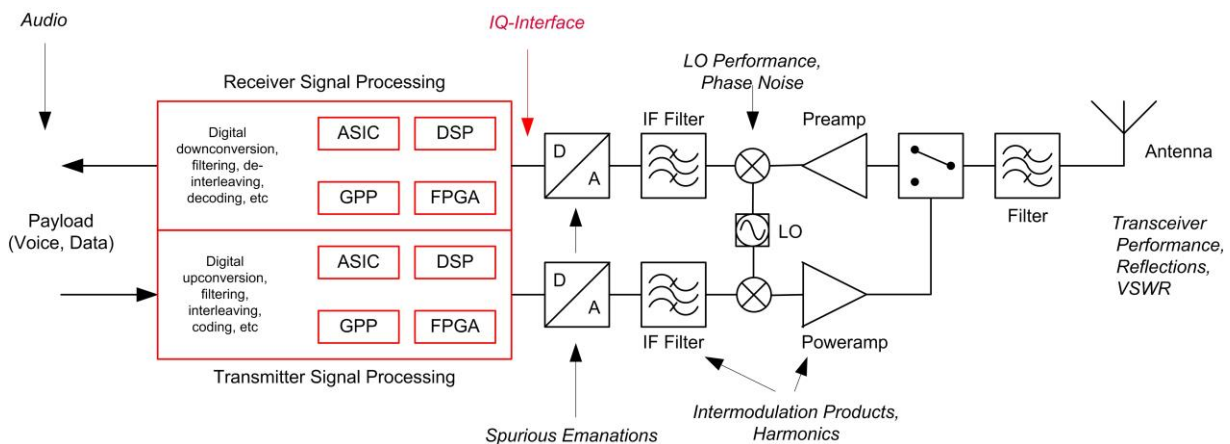 Audio
IQ-Interface
LO Performance,
Phase Noise
Receiver Signal Processing
IF Filter
Preamp
Digital
downconversion,
filtering, de-
interleaving,
decoding, etc
ASIC
DSP
GPP
FPGA
D
A
Antenna
Filter
Payload
(Voice, Data)
LO
Transceiver
Performance,
Reflections,
VSWR
Digital
upconversion,
filtering,
interleaving,
coding, etc
ASIC
DSP
GPP
FPGA
D
A
IF Filter
Poweramp
Transmitter Signal Processing
Spurious Emanations
Intermodulation Products,
Harmonics